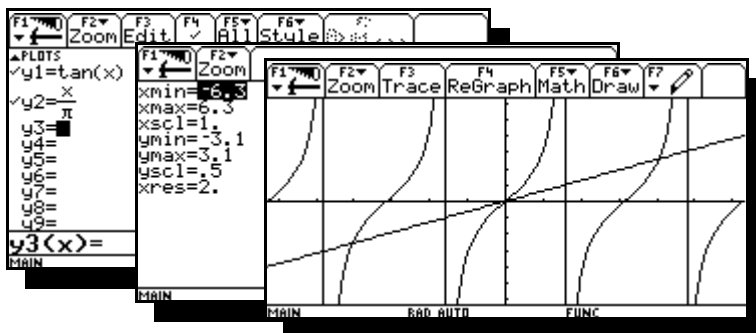 F1 F2 F3 F4 F5 F6 F7
Zoom Edit ✓ All Style
▲PLOTS
✓y1=tan(x)
✓y2=x/π
y3=
y4=
y5=
y6=
y7=
y8=
y9=
y3(x)=
MAIN
F1 F2
Zoom
xmin=-6.3
xmax=6.3
xscl=1.
ymin=-3.1
ymax=3.1
yscl=.5
xres=2.
MAIN
F1 F2 F3 F4 F5 F6 F7
Zoom Trace ReGraph Math Draw
MAIN RAD AUTO FUNC